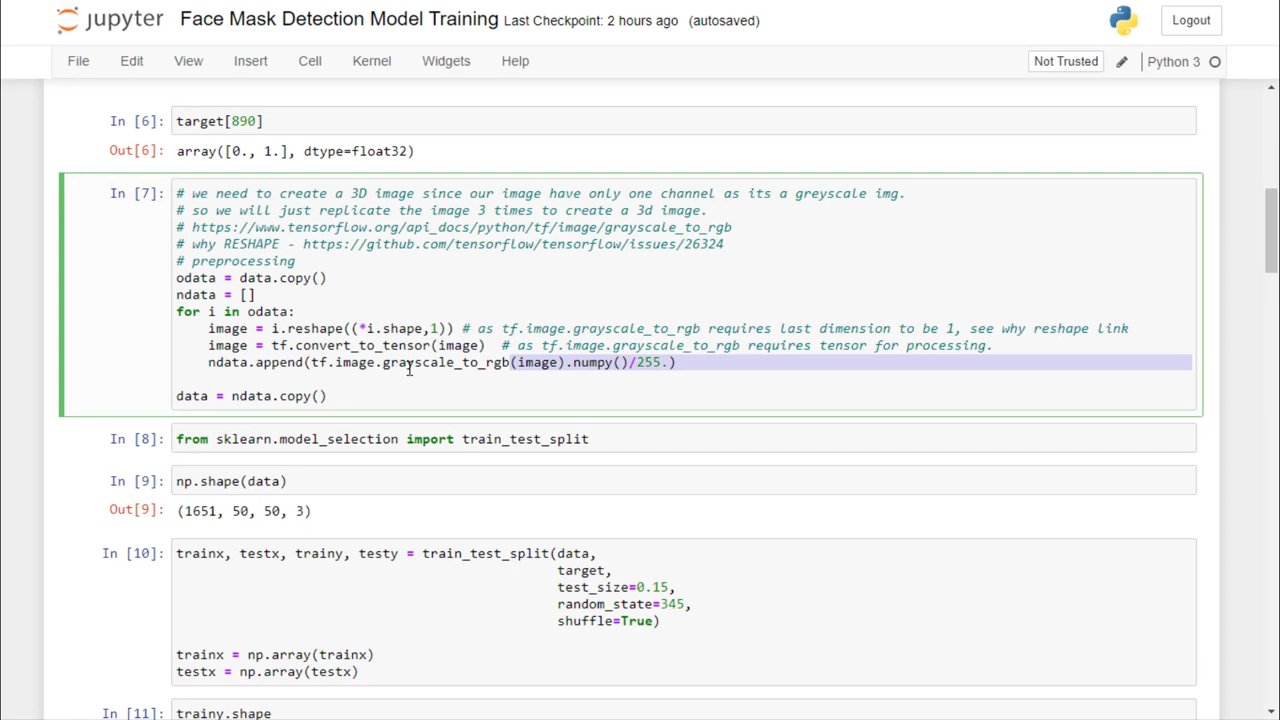 jupyter Face Mask Detection Model Training Last Checkpoint: 2 hours ago (autosaved) Logout
File Edit View Insert Cell Kernel Widgets Help Not Trusted Python 3
In [6]: target[890]
Out[6]: array([0., 1.], dtype=float32)
In [7]: # we need to create a 3D image since our image have only one channel as its a greyscale img.
# so we will just replicate the image 3 times to create a 3d image.
# https://www.tensorflow.org/api_docs/python/tf/image/grayscale_to_rgb
# why RESHAPE - https://github.com/tensorflow/tensorflow/issues/26324
# preprocessing
odata = data.copy()
ndata = []
for i in odata:
    image = i.reshape((*i.shape,1)) # as tf.image.grayscale_to_rgb requires last dimension to be 1, see why reshape link
    image = tf.convert_to_tensor(image)  # as tf.image.grayscale_to_rgb requires tensor for processing.
    ndata.append(tf.image.grayscale_to_rgb(image).numpy()/255.)
data = ndata.copy()
In [8]: from sklearn.model_selection import train_test_split
In [9]: np.shape(data)
Out[9]: (1651, 50, 50, 3)
In [10]: trainx, testx, trainy, testy = train_test_split(data,
target,
test_size=0.15,
random_state=345,
shuffle=True)
trainx = np.array(trainx)
testx = np.array(testx)
In [11]: trainy.shape